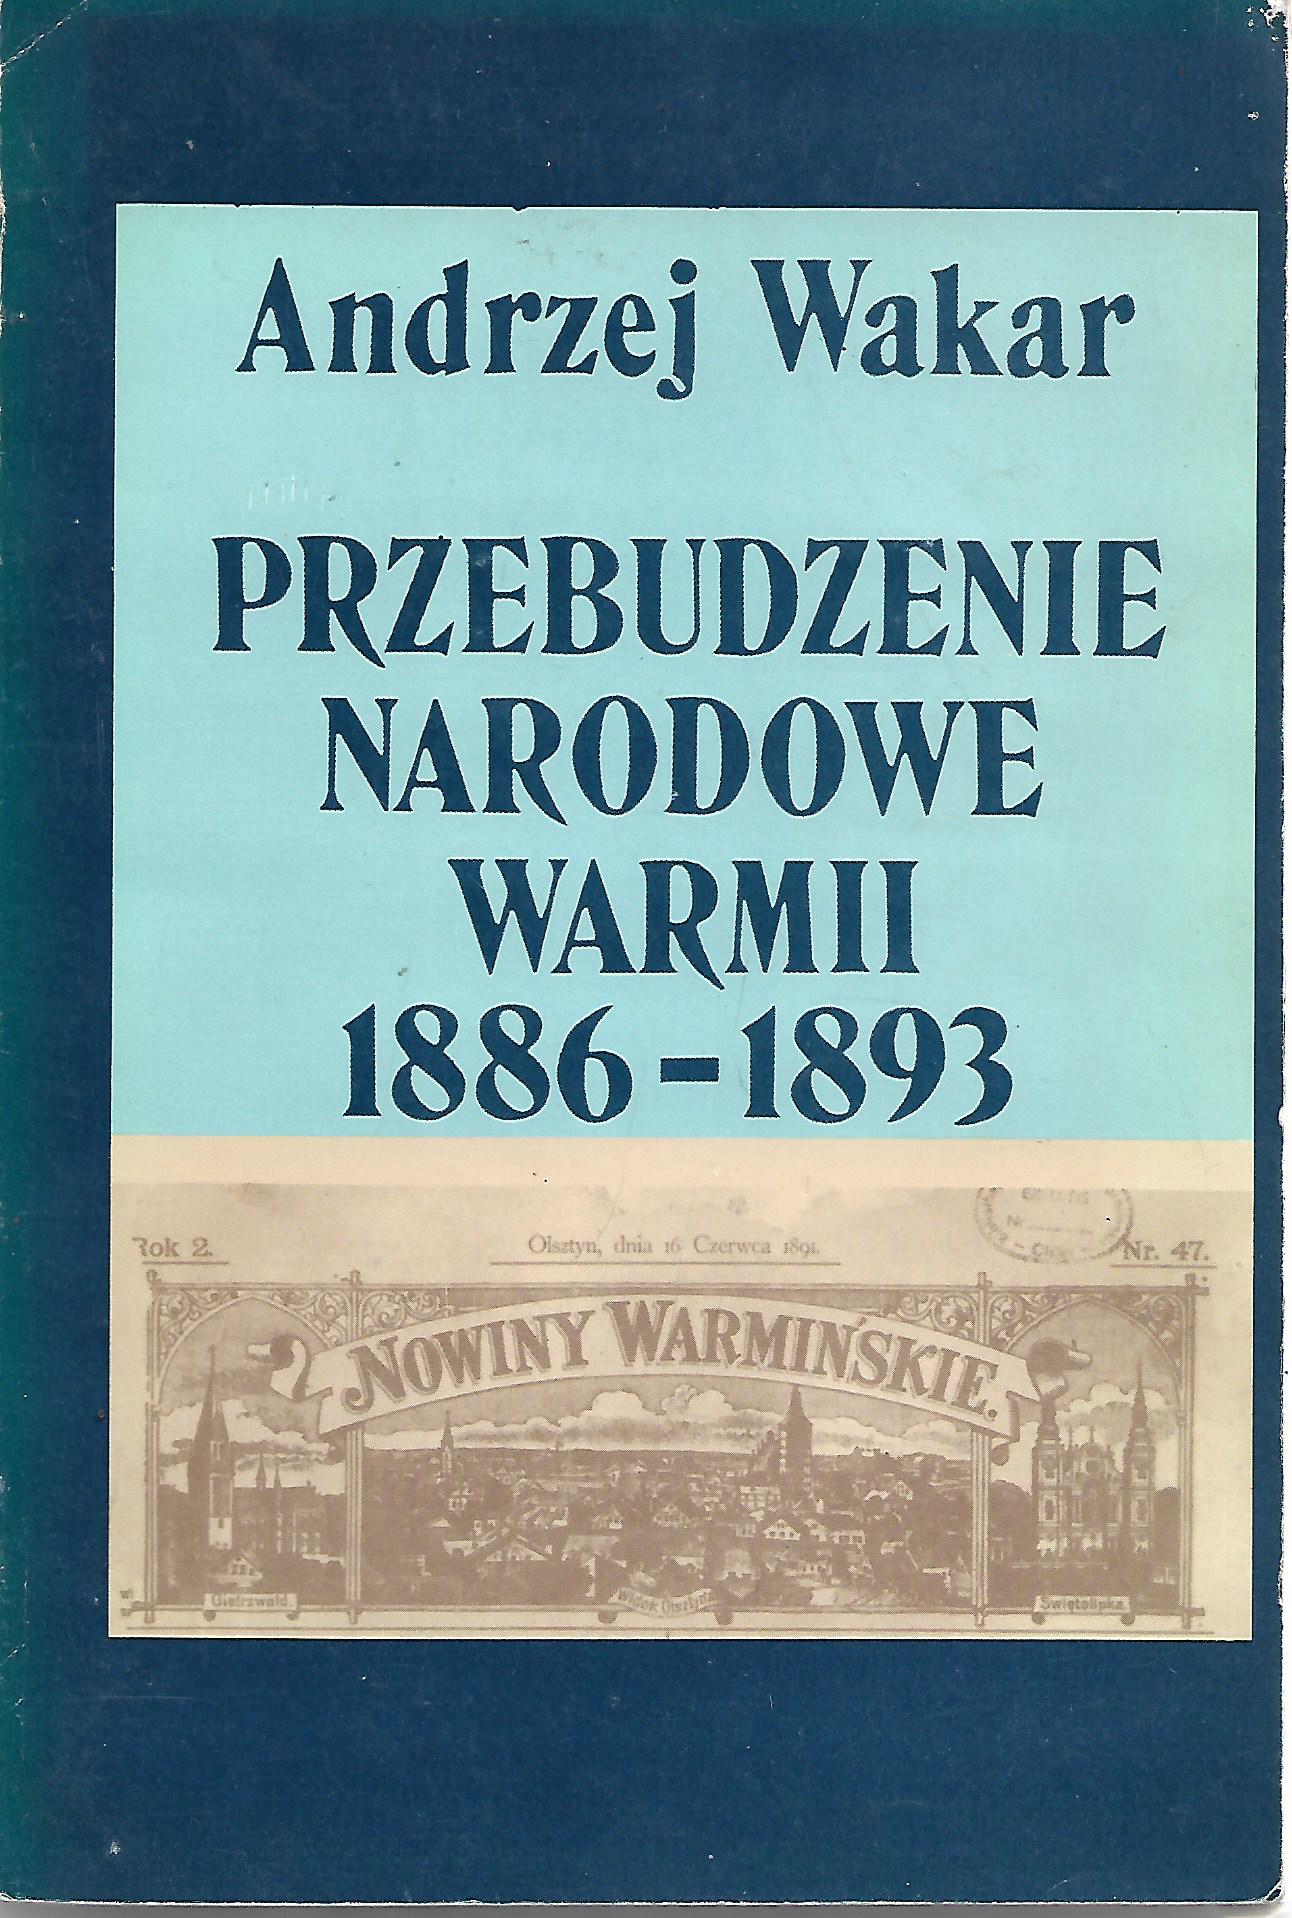 Andrzej Wakar
PRZEBUDZENIE
NARODOWE
WARMII
1886-1893
Rok 2.
Olsztyn, dnia 16 Czerwca 1891.
Nr. 47.
NOWINY WARMIŃSKIE.
Gietrzwałd.
Widok Olsztyna
Świętolipka.